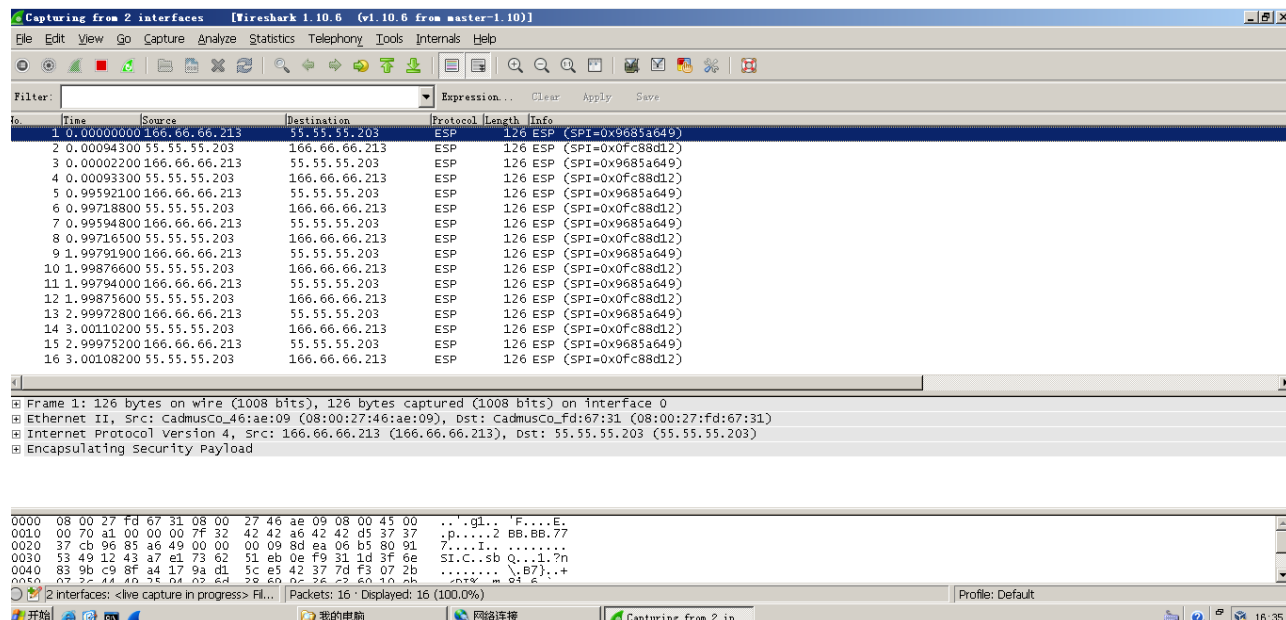 Capturing from 2 interfaces [Wireshark 1.10.6 (v1.10.6 from master-1.10)]
File Edit View Go Capture Analyze Statistics Telephony Tools Internals Help
Filter: Expression... Clear Apply Save
No. Time Source Destination Protocol Length Info
1 0.00000000 166.66.66.213 55.55.55.203 ESP 126 ESP (SPI=0x9685a649)
2 0.00094300 55.55.55.203 166.66.66.213 ESP 126 ESP (SPI=0x0fc88d12)
3 0.00002200 166.66.66.213 55.55.55.203 ESP 126 ESP (SPI=0x9685a649)
4 0.00093300 55.55.55.203 166.66.66.213 ESP 126 ESP (SPI=0x0fc88d12)
5 0.99592100 166.66.66.213 55.55.55.203 ESP 126 ESP (SPI=0x9685a649)
6 0.99718800 55.55.55.203 166.66.66.213 ESP 126 ESP (SPI=0x0fc88d12)
7 0.99594800 166.66.66.213 55.55.55.203 ESP 126 ESP (SPI=0x9685a649)
8 0.99716500 55.55.55.203 166.66.66.213 ESP 126 ESP (SPI=0x0fc88d12)
9 1.99791900 166.66.66.213 55.55.55.203 ESP 126 ESP (SPI=0x9685a649)
10 1.99876600 55.55.55.203 166.66.66.213 ESP 126 ESP (SPI=0x0fc88d12)
11 1.99794000 166.66.66.213 55.55.55.203 ESP 126 ESP (SPI=0x9685a649)
12 1.99875600 55.55.55.203 166.66.66.213 ESP 126 ESP (SPI=0x0fc88d12)
13 2.99972800 166.66.66.213 55.55.55.203 ESP 126 ESP (SPI=0x9685a649)
14 3.00110200 55.55.55.203 166.66.66.213 ESP 126 ESP (SPI=0x0fc88d12)
15 2.99975200 166.66.66.213 55.55.55.203 ESP 126 ESP (SPI=0x9685a649)
16 3.00108200 55.55.55.203 166.66.66.213 ESP 126 ESP (SPI=0x0fc88d12)
Frame 1: 126 bytes on wire (1008 bits), 126 bytes captured (1008 bits) on interface 0
Ethernet II, Src: CadmusCo_46:ae:09 (08:00:27:46:ae:09), Dst: CadmusCo_fd:67:31 (08:00:27:fd:67:31)
Internet Protocol Version 4, Src: 166.66.66.213 (166.66.66.213), Dst: 55.55.55.203 (55.55.55.203)
Encapsulating Security Payload
0000 08 00 27 fd 67 31 08 00 27 46 ae 09 08 00 45 00 ..'.g1.. 'F....E.
0010 00 70 a1 00 00 00 7f 32 42 42 a6 42 42 d5 37 37 .p.....2 BB.BB.77
0020 37 cb 96 85 a6 49 00 00 00 09 8d ea 06 b5 80 91 7....I.. ........
0030 53 49 12 43 a7 e1 73 62 51 eb 0e f9 31 1d 3f 6e SI.C..sb Q...1.?n
0040 83 9b c9 8f a4 17 9a d1 5c e5 42 37 7d f3 07 2b ........ \.B7}..+
2 interfaces: <live capture in progress> Fil... Packets: 16 · Displayed: 16 (100.0%) Profile: Default
开始 我的电脑 网络连接 Capturing from 2 in... 16:35